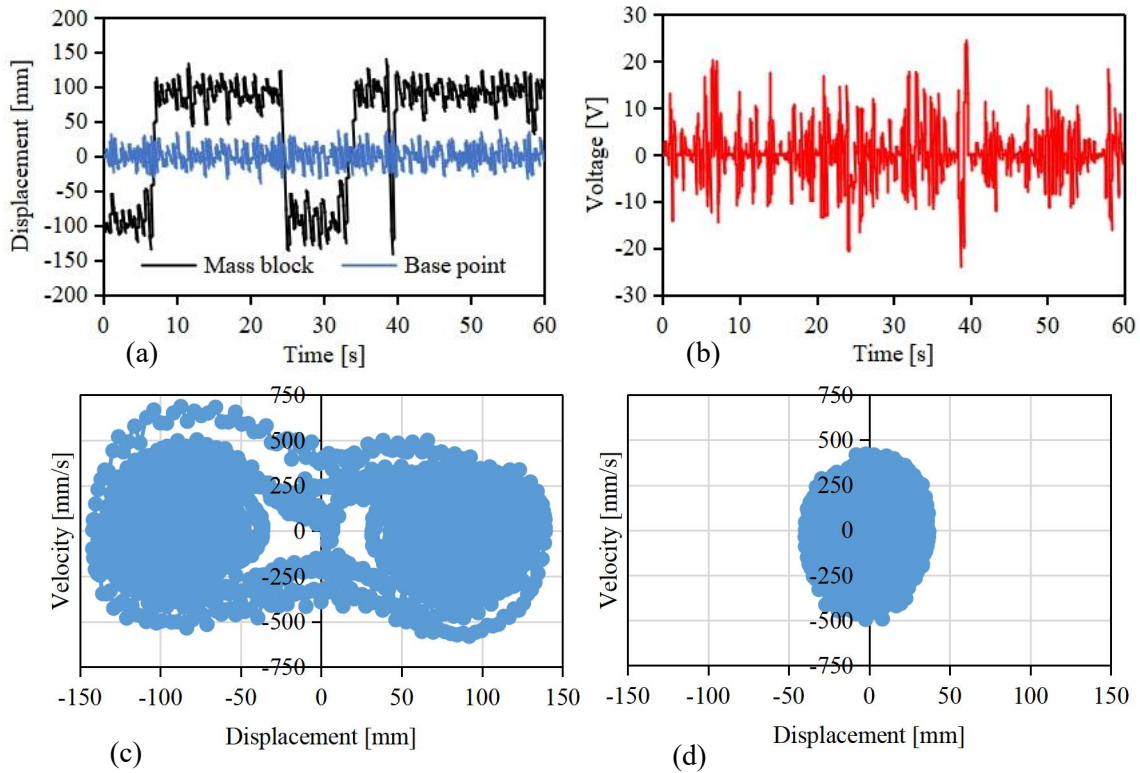 200
150
100
50
0
-50
-100
-150
-200
Displacement [mm]
Mass block
Base point
0 10 20 30 40 50 60
Time [s]
(a)
30
20
10
0
-10
-20
-30
Voltage [V]
0 10 20 30 40 50 60
Time [s]
(b)
750
500
250
0
-250
-500
-750
Velocity [mm/s]
-150 -100 -50 0 50 100 150
Displacement [mm]
(c)
750
500
250
0
-250
-500
-750
Velocity [mm/s]
-150 -100 -50 0 50 100 150
Displacement [mm]
(d)